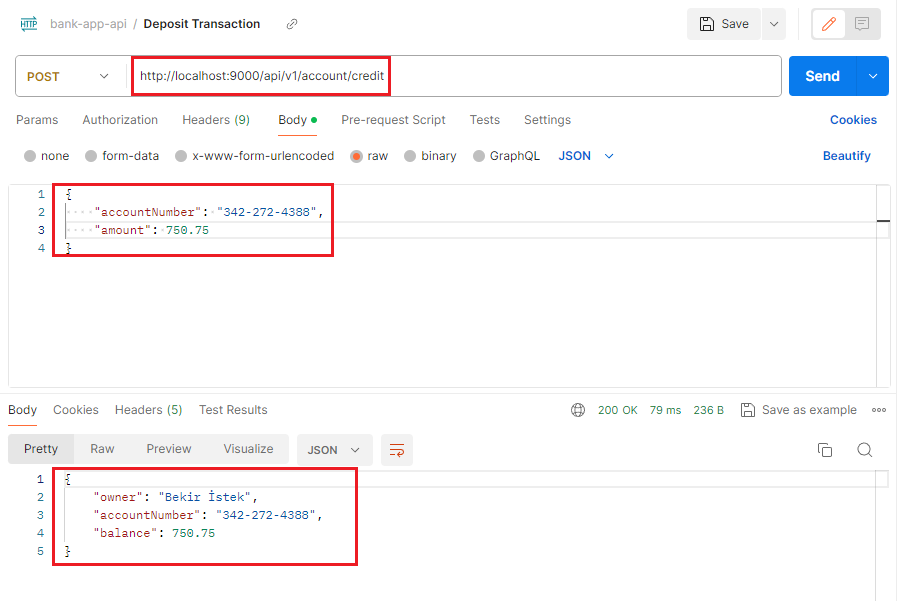 HTTP bank-app-api / Deposit Transaction Save
POST http://localhost:9000/api/v1/account/credit Send
Params Authorization Headers (9) Body Pre-request Script Tests Settings Cookies
none form-data x-www-form-urlencoded raw binary GraphQL JSON Beautify
1 {
2 ····"accountNumber":·"342-272-4388",
3 ····"amount":·750.75
4 }
Body Cookies Headers (5) Test Results 200 OK 79 ms 236 B Save as example
Pretty Raw Preview Visualize JSON
1 {
2 "owner": "Bekir İstek",
3 "accountNumber": "342-272-4388",
4 "balance": 750.75
5 }